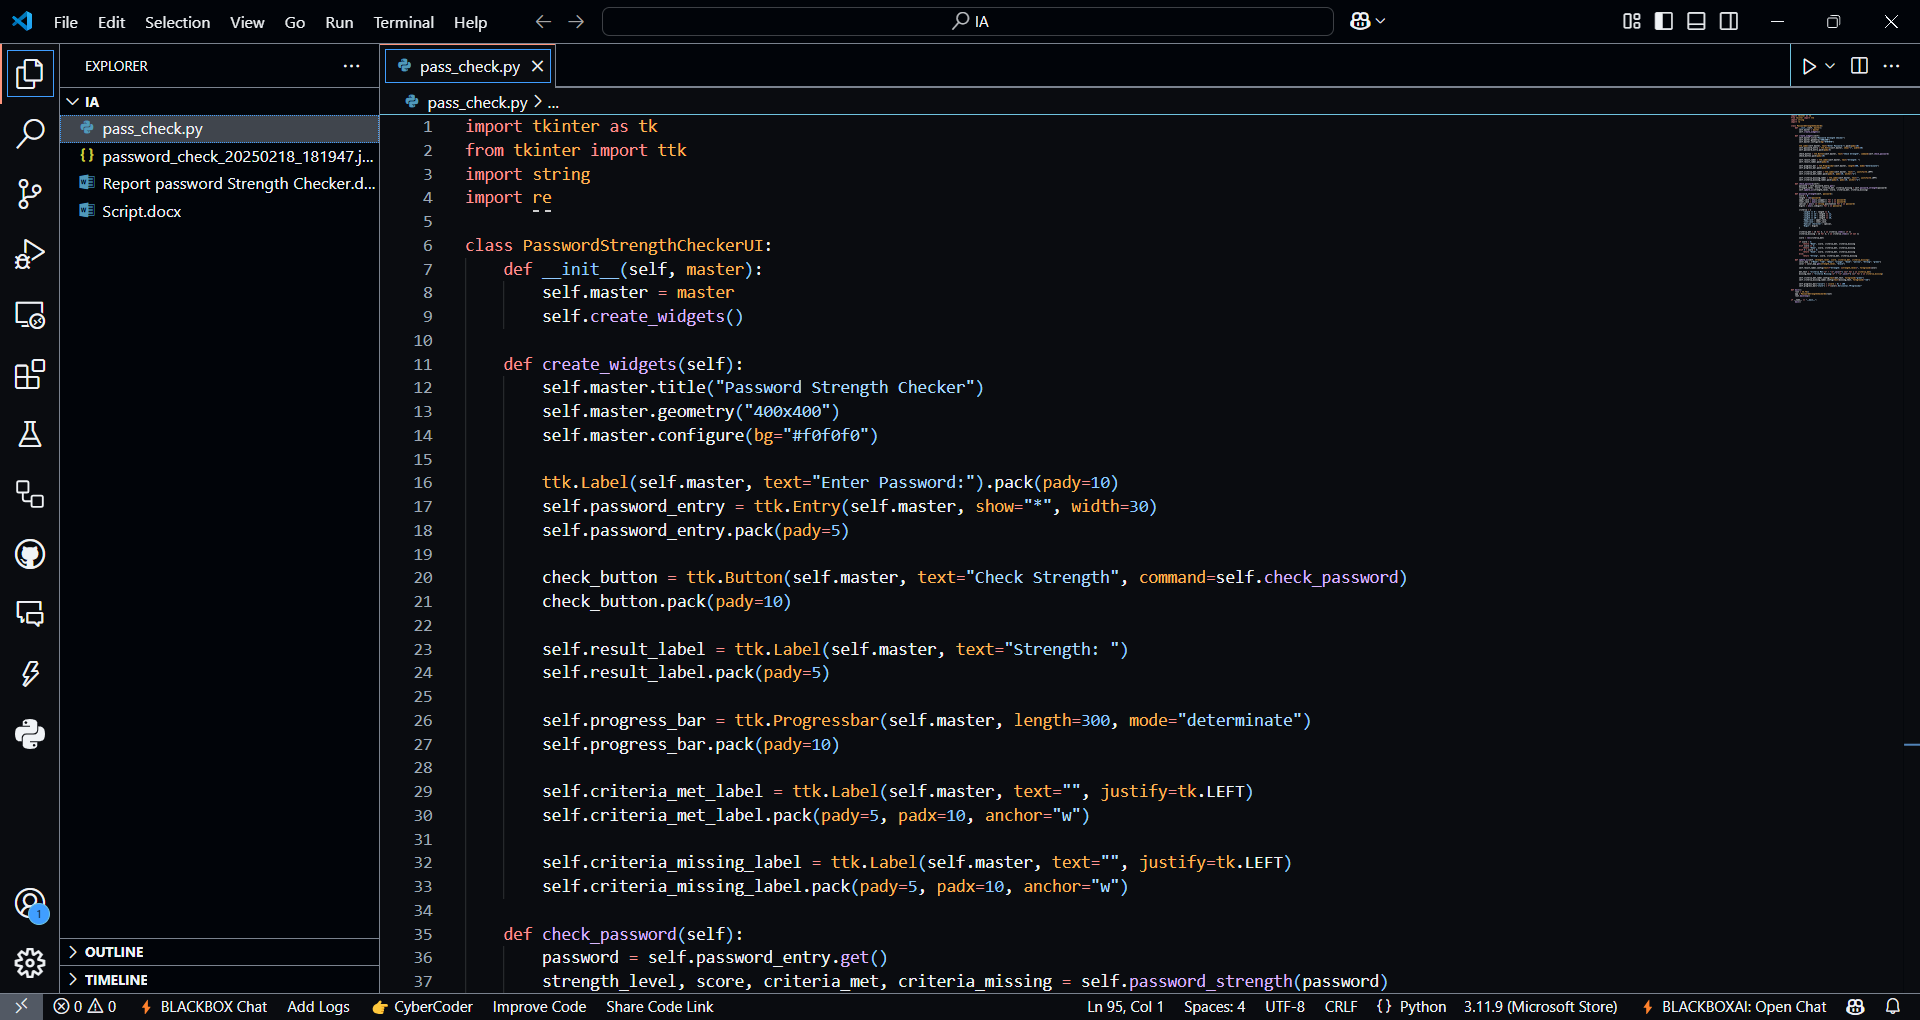 File Edit Selection View Go Run Terminal Help
IA
EXPLORER
IA
pass_check.py
password_check_20250218_181947.j...
Report password Strength Checker.d...
Script.docx
OUTLINE
TIMELINE
1
pass_check.py
pass_check.py > ...
1 import tkinter as tk
2 from tkinter import ttk
3 import string
4 import re
5
6 class PasswordStrengthCheckerUI:
7 def __init__(self, master):
8 self.master = master
9 self.create_widgets()
10
11 def create_widgets(self):
12 self.master.title("Password Strength Checker")
13 self.master.geometry("400x400")
14 self.master.configure(bg="#f0f0f0")
15
16 ttk.Label(self.master, text="Enter Password:").pack(pady=10)
17 self.password_entry = ttk.Entry(self.master, show="*", width=30)
18 self.password_entry.pack(pady=5)
19
20 check_button = ttk.Button(self.master, text="Check Strength", command=self.check_password)
21 check_button.pack(pady=10)
22
23 self.result_label = ttk.Label(self.master, text="Strength: ")
24 self.result_label.pack(pady=5)
25
26 self.progress_bar = ttk.Progressbar(self.master, length=300, mode="determinate")
27 self.progress_bar.pack(pady=10)
28
29 self.criteria_met_label = ttk.Label(self.master, text="", justify=tk.LEFT)
30 self.criteria_met_label.pack(pady=5, padx=10, anchor="w")
31
32 self.criteria_missing_label = ttk.Label(self.master, text="", justify=tk.LEFT)
33 self.criteria_missing_label.pack(pady=5, padx=10, anchor="w")
34
35 def check_password(self):
36 password = self.password_entry.get()
37 strength_level, score, criteria_met, criteria_missing = self.password_strength(password)
0 0 BLACKBOX Chat Add Logs CyberCoder Improve Code Share Code Link Ln 95, Col 1 Spaces: 4 UTF-8 CRLF {} Python 3.11.9 (Microsoft Store) BLACKBOXAI: Open Chat